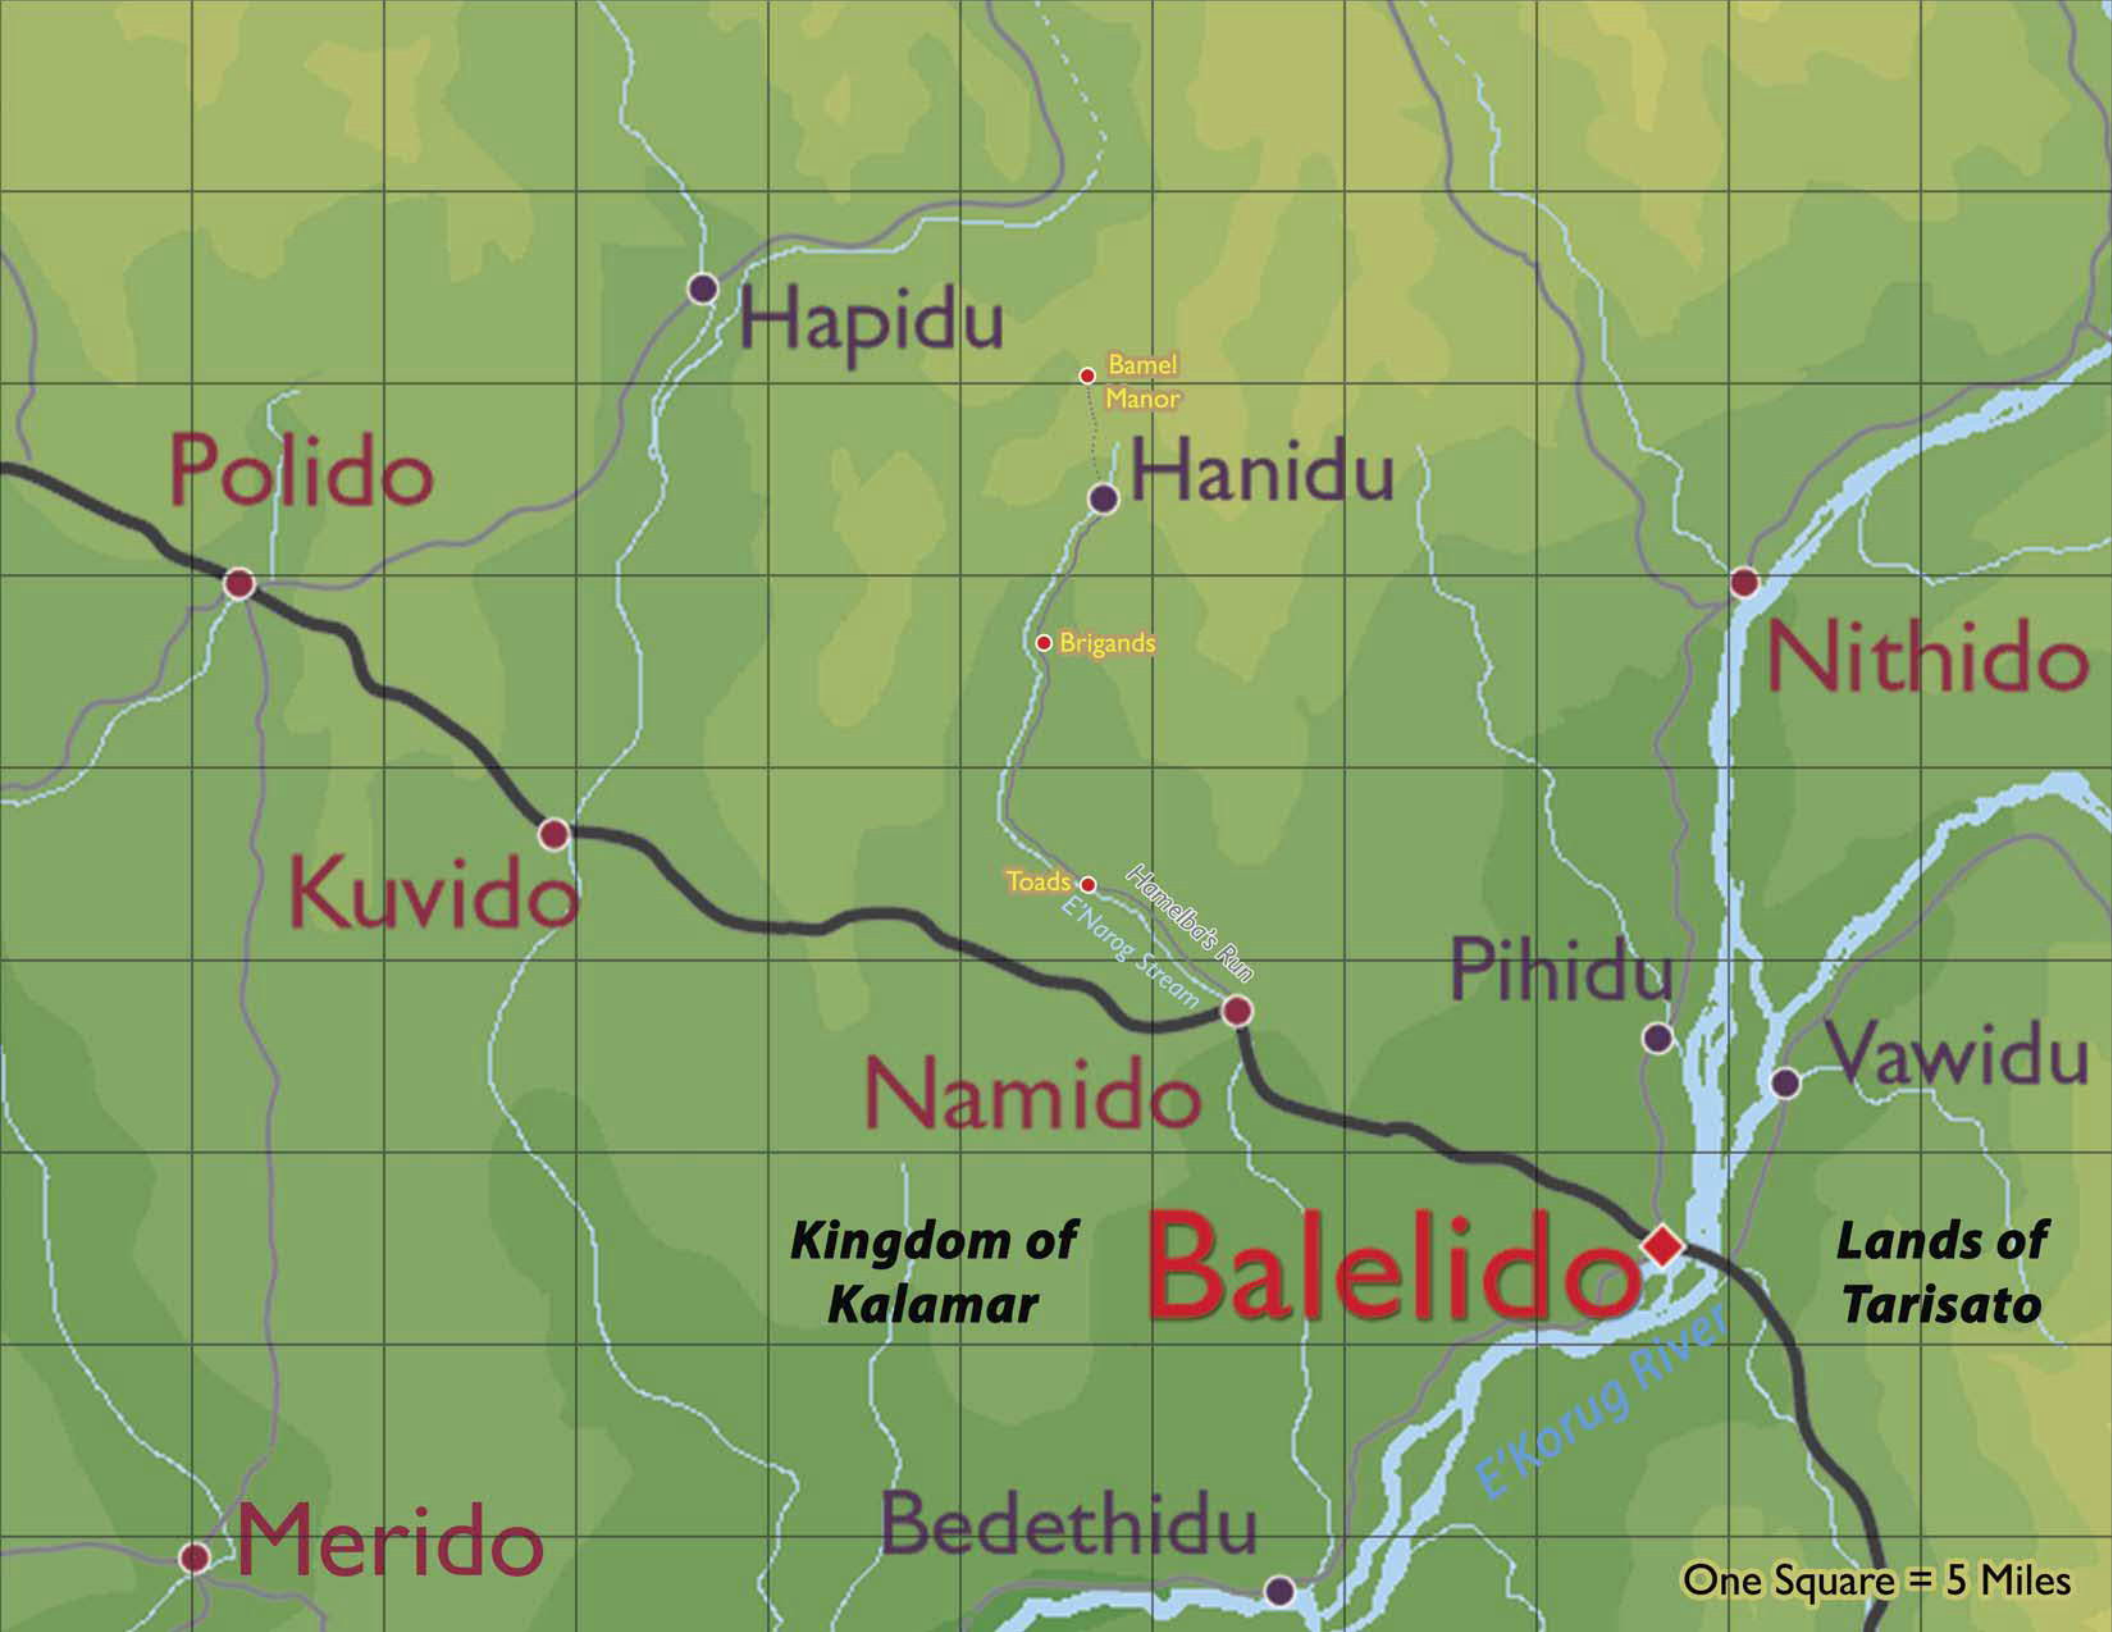 Hapidu
Bamel
Manor
Polido
Hanidu
Brigands
Nithido
Kuvido
Toads
Hamelba's Run
E'Narog Stream
Pihidu
Vawidu
Namido
Kingdom of
Kalamar
Balelido
Lands of
Tarisato
E'Korug River
Merido
Bedethidu
One Square = 5 Miles